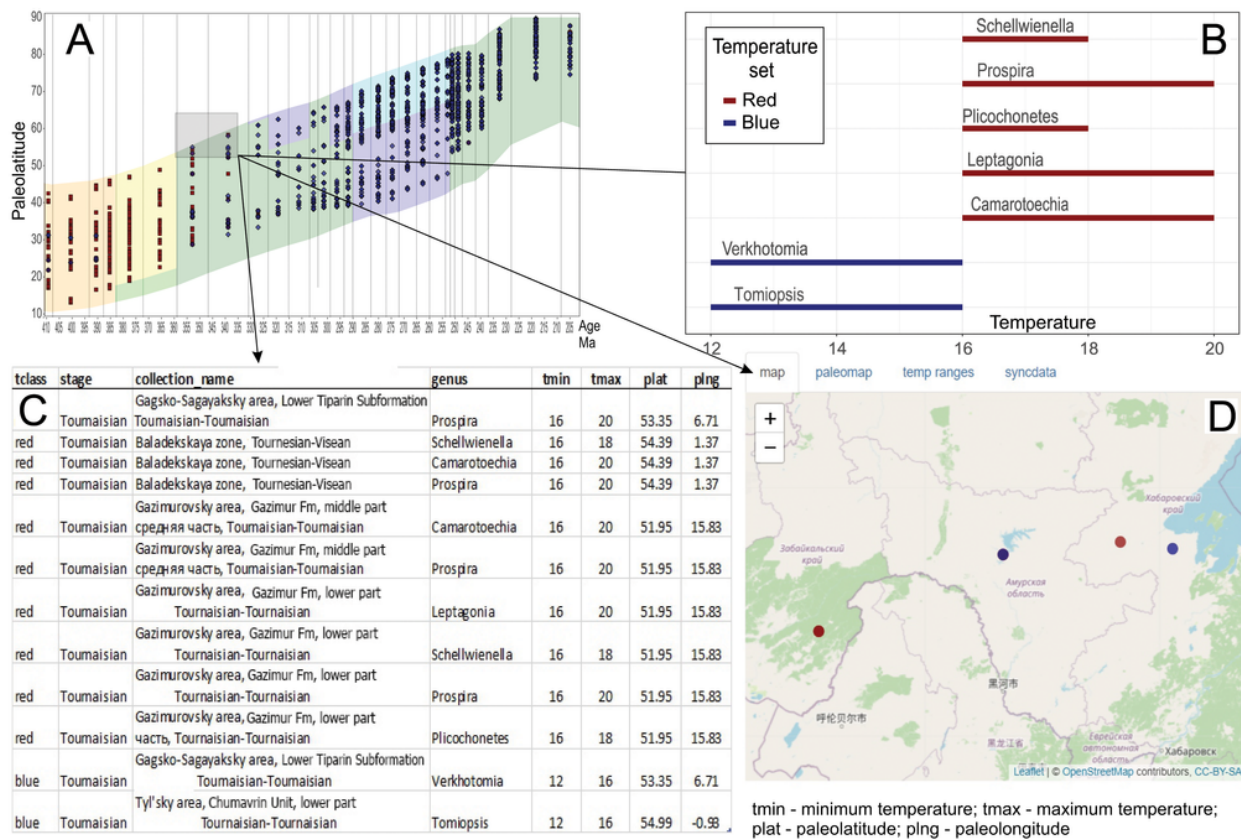 A
90
80
70
60
50
40
30
20
10
Paleolatitude
Age
Ma
B
Temperature
set
Red
Blue
Schellwienella
Prospira
Plicochonetes
Leptagonia
Camarotoechia
Verkhotomia
Tomiopsis
Temperature
12 14 16 18 20
C
tclass stage collection_name genus tmin tmax plat plng
Gagsko-Sagayaksky area, Lower Tiparin Subformation
Tournaisian Tournaisian-Tournaisian Prospira 16 20 53.35 6.71
red Tournaisian Baladekskaya zone, Tournesian-Visean Schellwienella 16 18 54.39 1.37
red Tournaisian Baladekskaya zone, Tournesian-Visean Camarotoechia 16 20 54.39 1.37
red Tournaisian Baladekskaya zone, Tournesian-Visean Prospira 16 20 54.39 1.37
Gazimurovsky area, Gazimur Fm, middle part
red Tournaisian средняя часть, Tournaisian-Tournaisian Camarotoechia 16 20 51.95 15.83
Gazimurovsky area, Gazimur Fm, middle part
red Tournaisian средняя часть, Tournaisian-Tournaisian Prospira 16 20 51.95 15.83
Gazimurovsky area, Gazimur Fm, lower part
red Tournaisian Tournaisian-Tournaisian Leptagonia 16 20 51.95 15.83
Gazimurovsky area, Gazimur Fm, lower part
red Tournaisian Tournaisian-Tournaisian Schellwienella 16 18 51.95 15.83
Gazimurovsky area, Gazimur Fm, lower part
red Tournaisian Tournaisian-Tournaisian Prospira 16 20 51.95 15.83
Gazimurovsky area, Gazimur Fm, lower part
red Tournaisian часть, Tournaisian-Tournaisian Plicochonetes 16 18 51.95 15.83
Gagsko-Sagayaksky area, Lower Tiparin Subformation
blue Tournaisian Tournaisian-Tournaisian Verkhotomia 12 16 53.35 6.71
Tyl'sky area, Chumavrin Unit, lower part
blue Tournaisian Tournaisian-Tournaisian Tomiopsis 12 16 54.99 -0.93
map paleomap temp ranges syncdata
+
−
D
Хабаровский
край
Забайкальский
край
Амурская
область
黑河市
呼伦贝尔市
黑龙江省
Еврейская
автономная
область
Хабаровск
Leaflet | © OpenStreetMap contributors, CC-BY-SA
tmin - minimum temperature; tmax - maximum temperature;
plat - paleolatitude; plng - paleolongitude